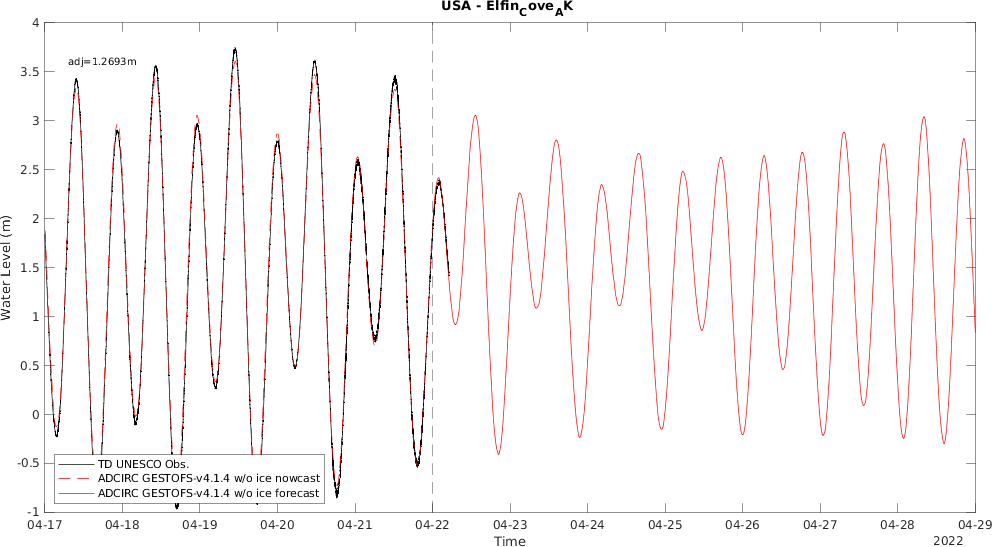 USA - Elfin_Cove_AK
adj=1.2693m
4
3.5
3
2.5
2
1.5
1
0.5
0
-0.5
-1
Water Level (m)
TD UNESCO Obs.
ADCIRC GESTOFS-v4.1.4 w/o ice nowcast
ADCIRC GESTOFS-v4.1.4 w/o ice forecast
04-17 04-18 04-19 04-20 04-21 04-22 04-23 04-24 04-25 04-26 04-27 04-28 04-29
Time
2022